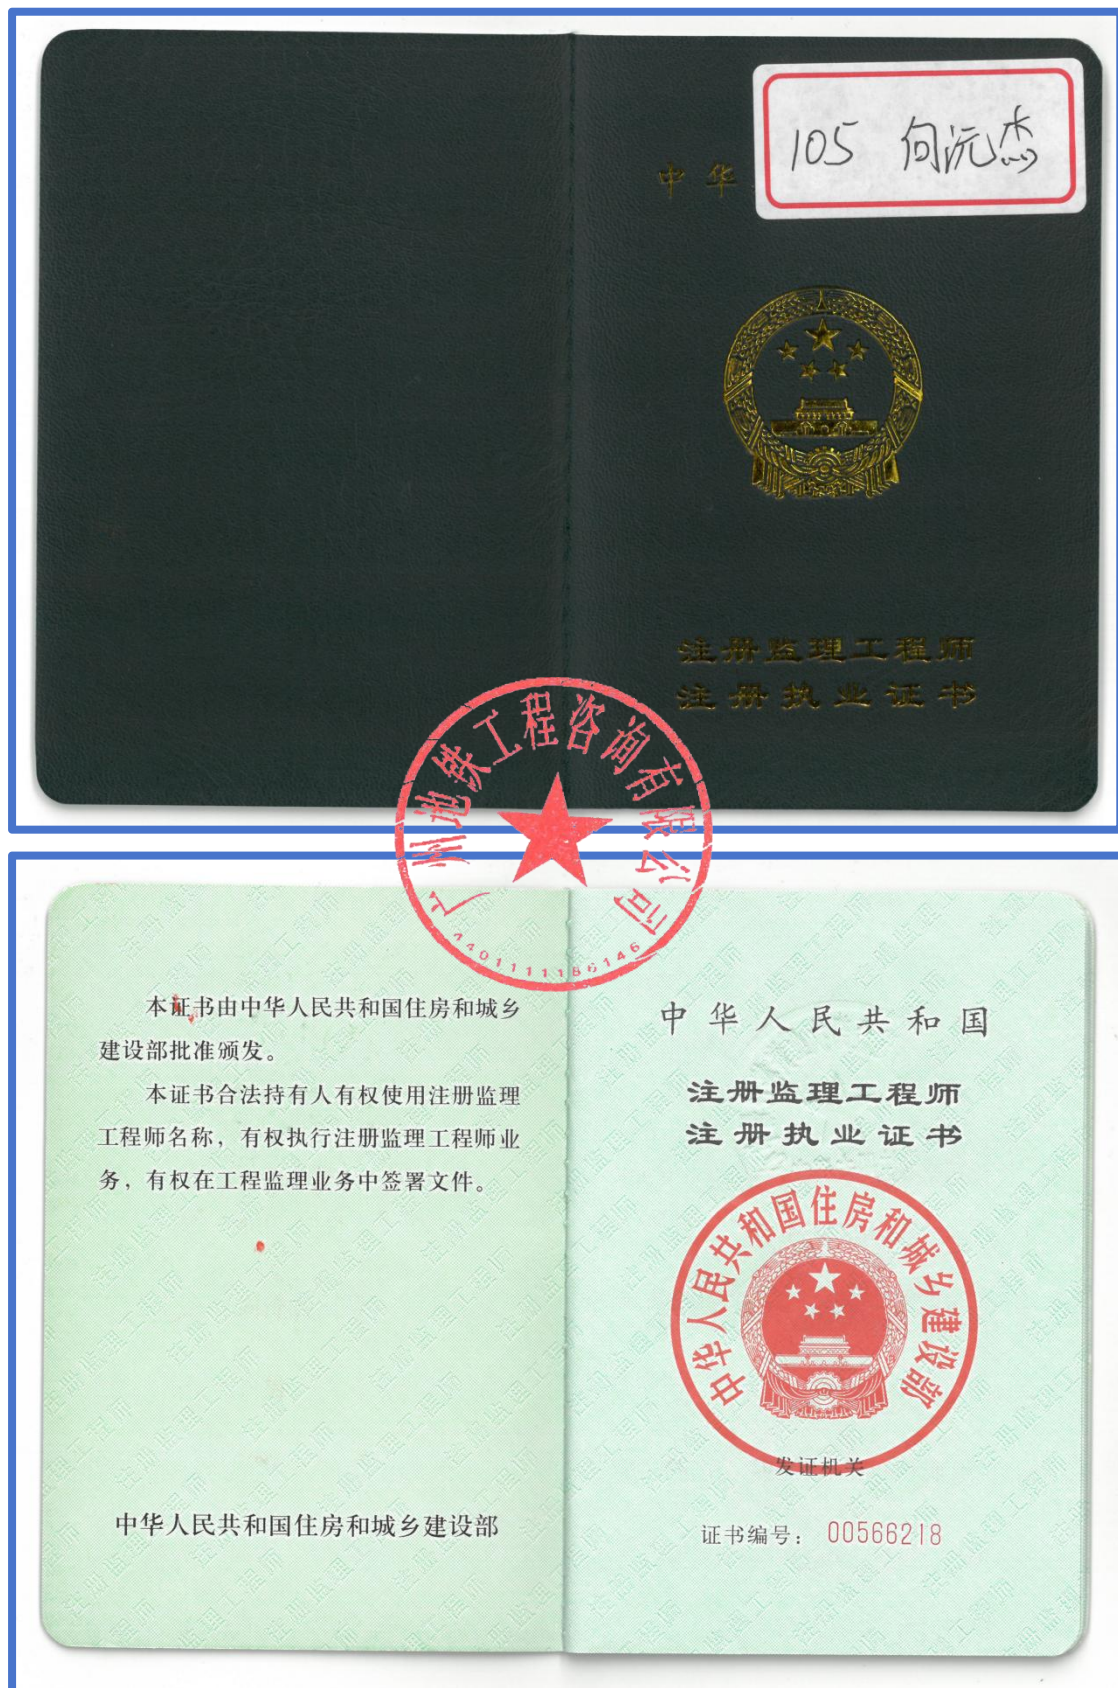 105 向沅杰
中华
注册监理工程师
注册执业证书
广州地铁工程咨询有限公司
本证书由中华人民共和国住房和城乡
建设部批准颁发。
本证书合法持有人有权使用注册监理
工程师名称，有权执行注册监理工程师业
务，有权在工程监理业务中签署文件。
中华人民共和国住房和城乡建设部
中华人民共和国
注册监理工程师
注册执业证书
中华人民共和国住房和城乡建设部
发证机关
证书编号： 00566218